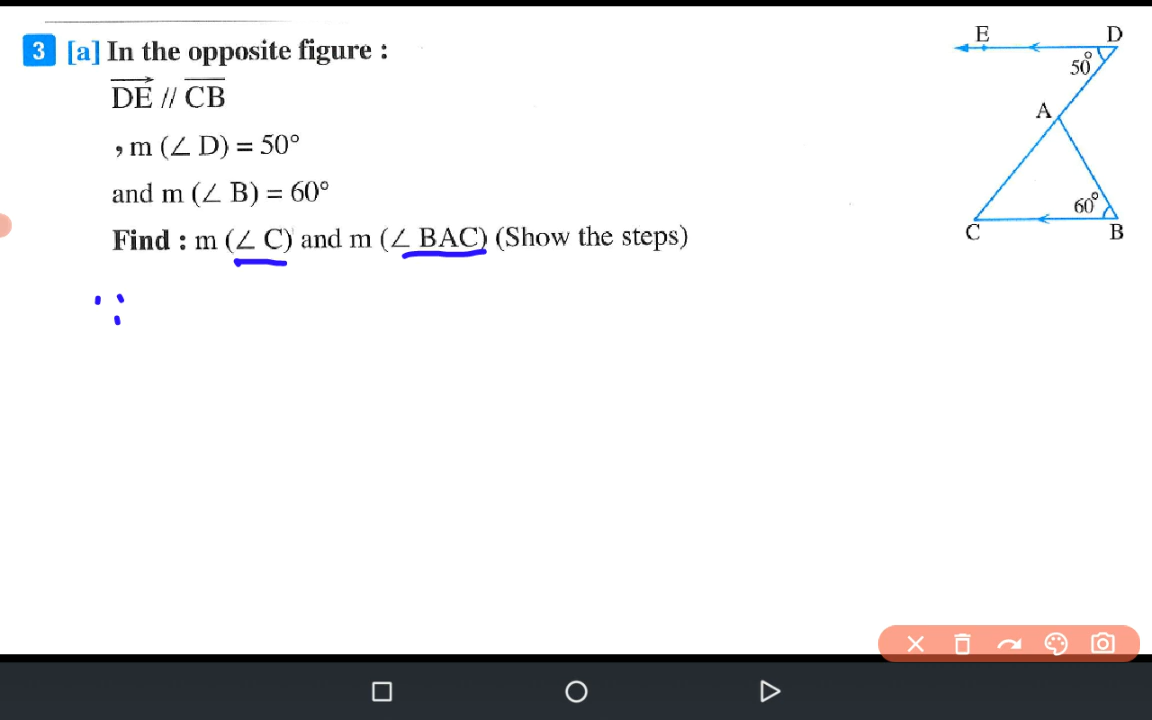 3 [a] In the opposite figure :
DE // CB
, m (∠ D) = 50°
and m (∠ B) = 60°
Find : m (∠ C) and m (∠ BAC) (Show the steps)
∵
E D
50°
A
60°
C B